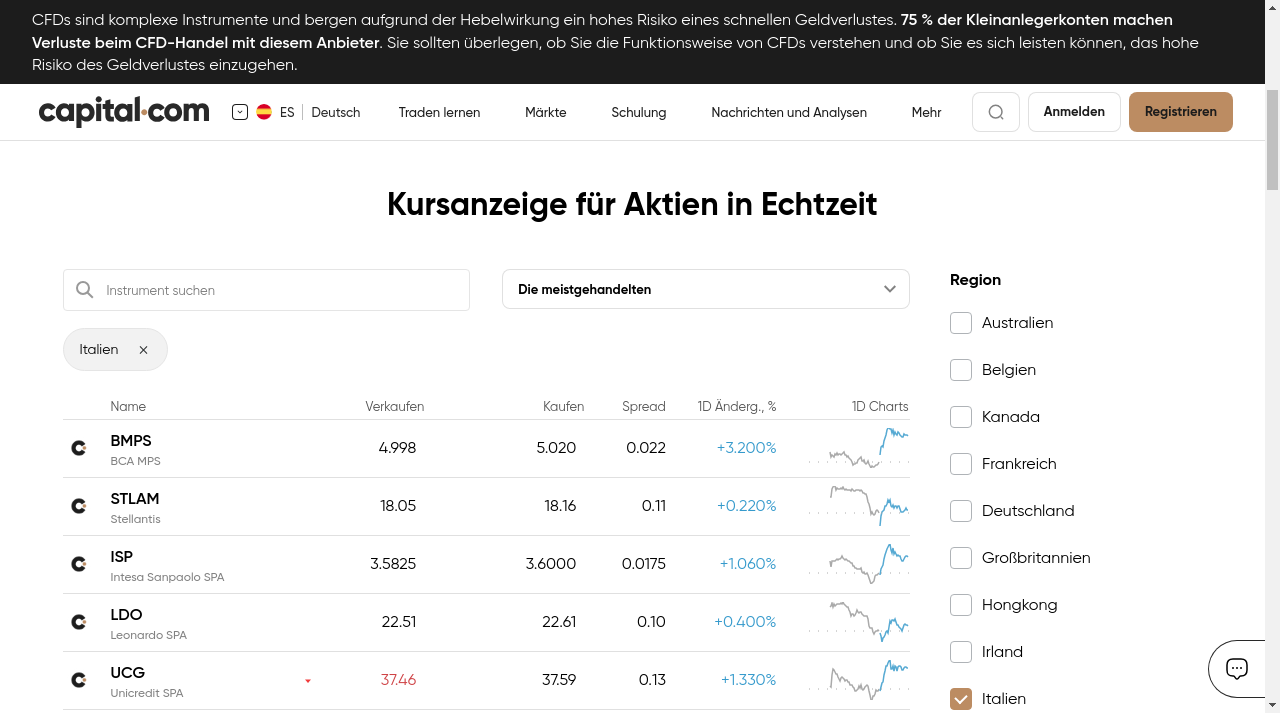 CFDs sind komplexe Instrumente und bergen aufgrund der Hebelwirkung ein hohes Risiko eines schnellen Geldverlustes. 75 % der Kleinanlegerkonten machen
Verluste beim CFD-Handel mit diesem Anbieter. Sie sollten überlegen, ob Sie die Funktionsweise von CFDs verstehen und ob Sie es sich leisten können, das hohe
Risiko des Geldverlustes einzugehen.
capital.com ES Deutsch Traden lernen Märkte Schulung Nachrichten und Analysen Mehr Anmelden Registrieren
Kursanzeige für Aktien in Echtzeit
Instrument suchen
Die meistgehandelten
Italien
Name Verkaufen Kaufen Spread 1D Änderg., % 1D Charts
BMPS 4.998 5.020 0.022 +3.200%
BCA MPS
STLAM 18.05 18.16 0.11 +0.220%
Stellantis
ISP 3.5825 3.6000 0.0175 +1.060%
Intesa Sanpaolo SPA
LDO 22.51 22.61 0.10 +0.400%
Leonardo SPA
UCG 37.46 37.59 0.13 +1.330%
Unicredit SPA
Region
Australien
Belgien
Kanada
Frankreich
Deutschland
Großbritannien
Hongkong
Irland
Italien